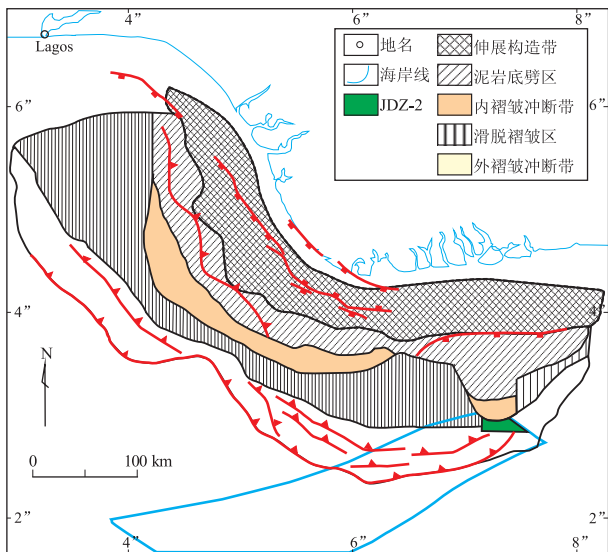 4″ 6″ 8″
Lagos
地名 伸展构造带
海岸线 泥岩底劈区
JDZ-2 内褶皱冲断带
滑脱褶皱区
外褶皱冲断带
6″ 6″
4″ 4″
N
0 100 km
2″ 2″
4″ 6″ 8″